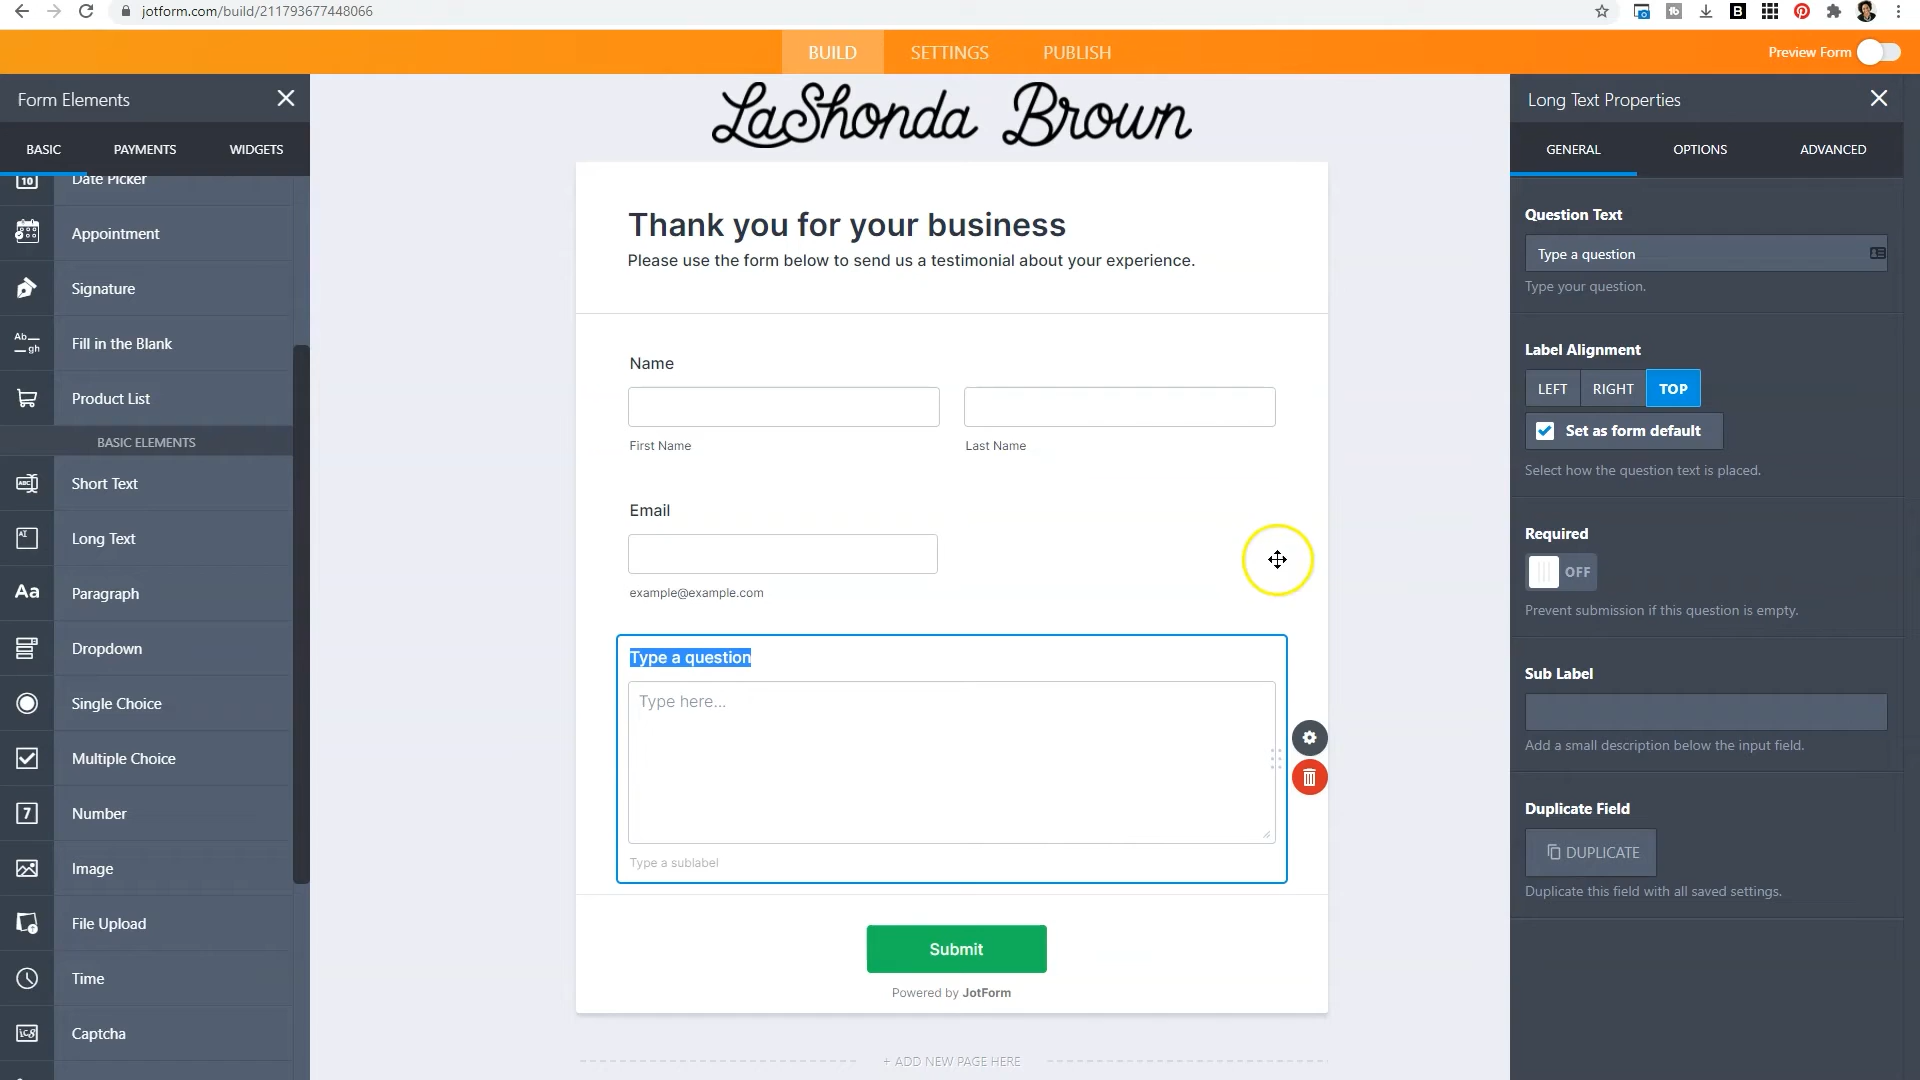 jotform.com/build/211793677448066
BUILD
SETTINGS
PUBLISH
Preview Form
Form Elements
BASIC
PAYMENTS
WIDGETS
Date Picker
Appointment
Signature
Fill in the Blank
Product List
BASIC ELEMENTS
Short Text
Long Text
Paragraph
Dropdown
Single Choice
Multiple Choice
Number
Image
File Upload
Time
Captcha
LaShonda Brown
Thank you for your business
Please use the form below to send us a testimonial about your experience.
Name
First Name
Last Name
Email
example@example.com
Type a question
Type here...
Type a sublabel
Submit
Powered by JotForm
+ ADD NEW PAGE HERE
Long Text Properties
GENERAL
OPTIONS
ADVANCED
Question Text
Type a question
Type your question.
Label Alignment
LEFT
RIGHT
TOP
Set as form default
Select how the question text is placed.
Required
OFF
Prevent submission if this question is empty.
Sub Label
Add a small description below the input field.
Duplicate Field
DUPLICATE
Duplicate this field with all saved settings.